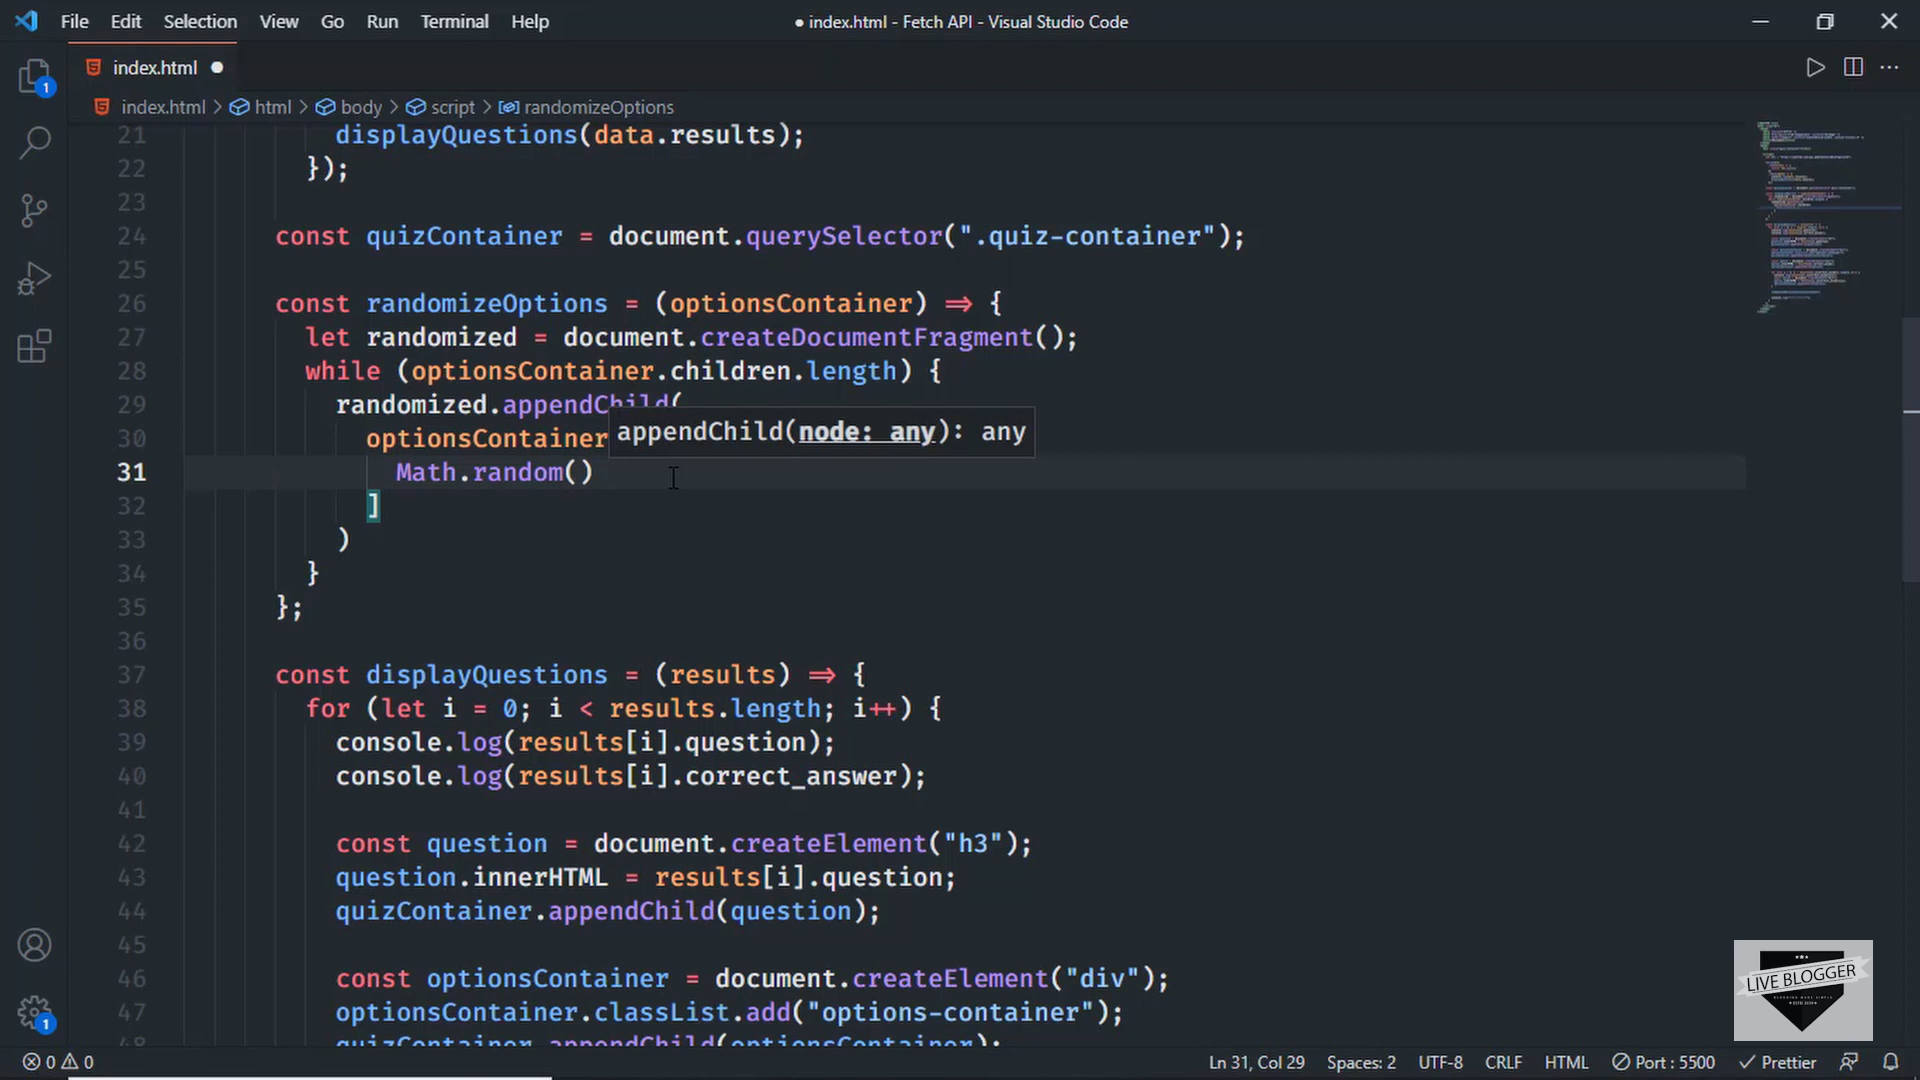 File Edit Selection View Go Run Terminal Help
● index.html - Fetch API - Visual Studio Code
index.html
index.html > html > body > script > randomizeOptions
21 displayQuestions(data.results);
22 });
23
24 const quizContainer = document.querySelector(".quiz-container");
25
26 const randomizeOptions = (optionsContainer) => {
27 let randomized = document.createDocumentFragment();
28 while (optionsContainer.children.length) {
29 randomized.appendChild(
appendChild(node: any): any
30 optionsContainer
31 Math.random()
32 ]
33 )
34 }
35 };
36
37 const displayQuestions = (results) => {
38 for (let i = 0; i < results.length; i++) {
39 console.log(results[i].question);
40 console.log(results[i].correct_answer);
41
42 const question = document.createElement("h3");
43 question.innerHTML = results[i].question;
44 quizContainer.appendChild(question);
45
46 const optionsContainer = document.createElement("div");
47 optionsContainer.classList.add("options-container");
48 quizContainer.appendChild(optionsContainer);
1
1
LIVE BLOGGER
0 0
Ln 31, Col 29 Spaces: 2 UTF-8 CRLF HTML Port : 5500 Prettier